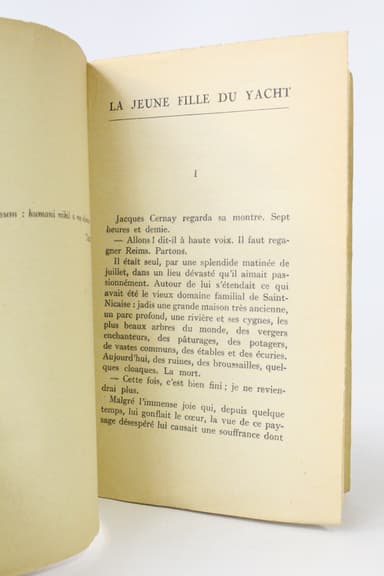 son : humani nihil a me
LA JEUNE FILLE DU YACHT
I
Jacques Cernay regarda sa montre. Sept
heures et demie.
— Allons ! dit-il à haute voix. Il faut rega-
gner Reims. Partons.
Il était seul, par une splendide matinée de
juillet, dans un lieu dévasté qu'il aimait pas-
sionnément. Autour de lui s'étendait ce qui
avait été le vieux domaine familial de Saint-
Nicaise : jadis une grande maison très ancienne,
un parc profond, une rivière et ses cygnes, les
plus beaux arbres du monde, des vergers
enchanteurs, des pâturages, des potagers,
de vastes communs, des étables et des écuries.
Aujourd'hui, des ruines, des broussailles, quel-
ques cloaques. La mort.
— Cette fois, c'est bien fini ; je ne revien-
drai plus.
Malgré l'immense joie qui, depuis quelque
temps, lui gonflait le cœur, la vue de ce pay-
sage désespéré lui causait une souffrance dont